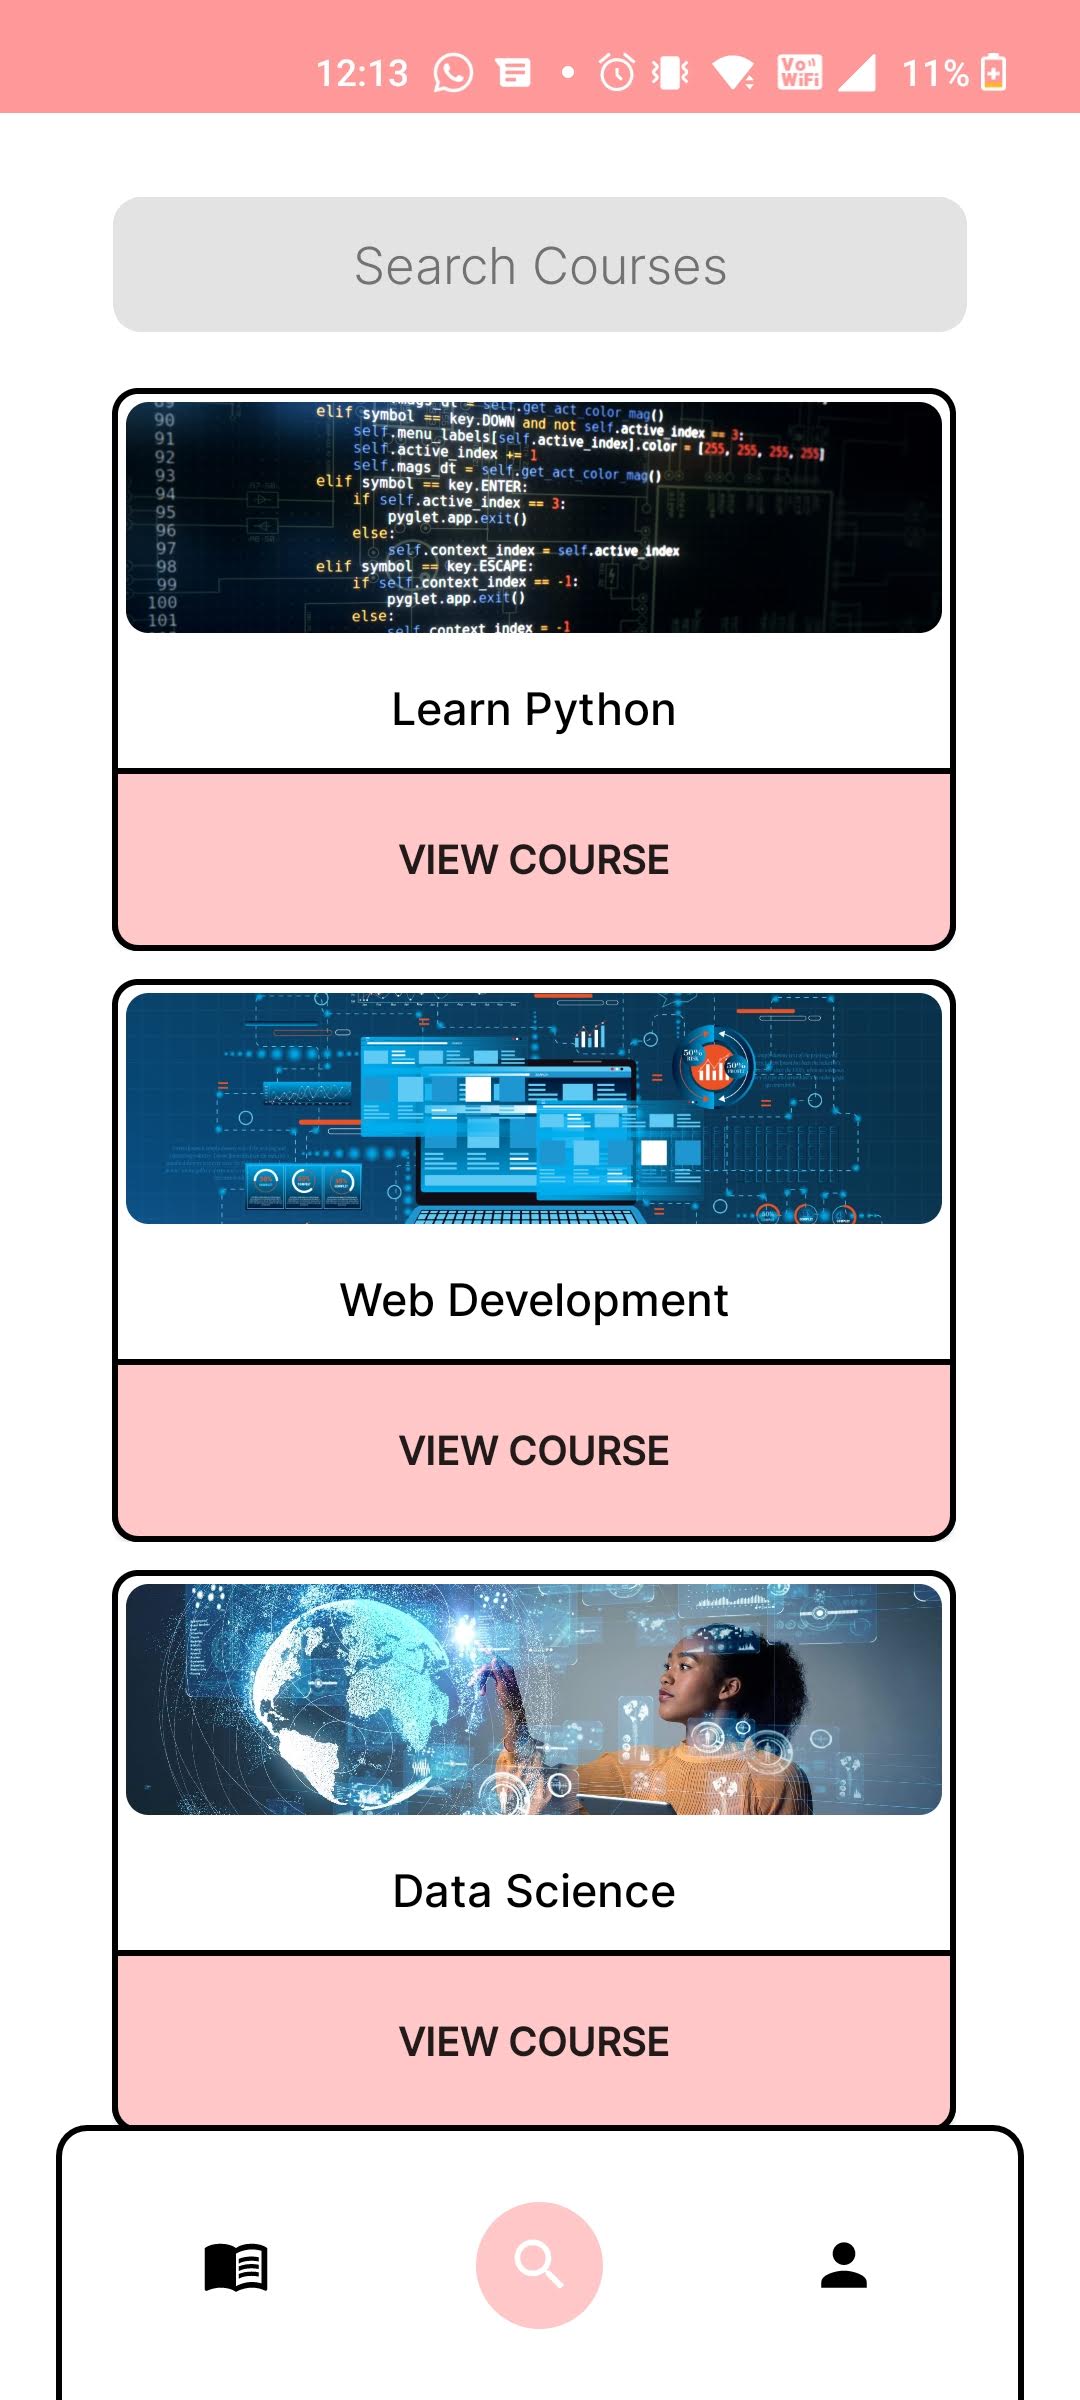 12:13
Vo
WiFi
11%
Search Courses
90
elif symbol == key.DOWN and not self.active_index == 3:
91
self.menu_labels[self.active_index].color = [255, 255, 255, 255]
92
self.active_index += 1
93
self.mags_dt = self.get_act_color_mag()
94
elif symbol == key.ENTER:
95
if self.active_index == 3:
96
pyglet.app.exit()
97
else:
98
self.context_index = self.active_index
99
elif symbol == key.ESCAPE:
100
if self.context_index == -1:
101
pyglet.app.exit()
else:
self.context_index = -1
Learn Python
VIEW COURSE
50%
50%
Web Development
VIEW COURSE
Data Science
VIEW COURSE